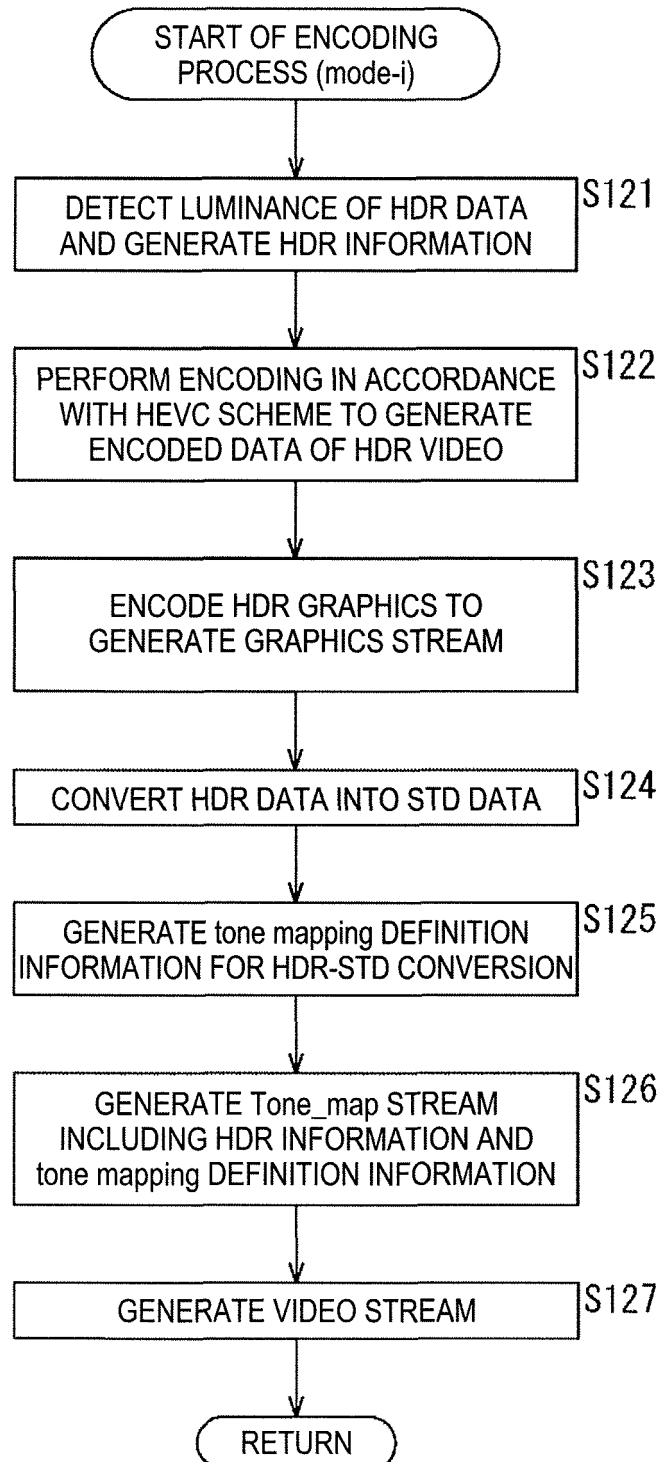 START OF ENCODING
PROCESS (mode-i)
S121
DETECT LUMINANCE OF HDR DATA
AND GENERATE HDR INFORMATION
S122
PERFORM ENCODING IN ACCORDANCE
WITH HEVC SCHEME TO GENERATE
ENCODED DATA OF HDR VIDEO
S123
ENCODE HDR GRAPHICS TO
GENERATE GRAPHICS STREAM
S124
CONVERT HDR DATA INTO STD DATA
S125
GENERATE tone mapping DEFINITION
INFORMATION FOR HDR-STD CONVERSION
S126
GENERATE Tone_map STREAM
INCLUDING HDR INFORMATION AND
tone mapping DEFINITION INFORMATION
S127
GENERATE VIDEO STREAM
RETURN